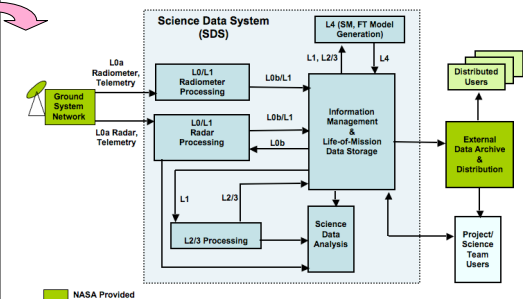 Science Data System
(SDS)
L4 (SM, FT Model
Generation)
L0a
Radiometer,
Telemetry
L0/L1
Radiometer
Processing
L0b/L1
L1, L2/3
L4
Distributed
Users
Ground
System
Network
L0a Radar,
Telemetry
L0/L1
Radar
Processing
L0b/L1
L0b
Information
Management
&
Life-of-Mission
Data Storage
External
Data Archive
&
Distribution
L1
L2/3
L2/3 Processing
Science
Data
Analysis
Project/
Science
Team
Users
NASA Provided